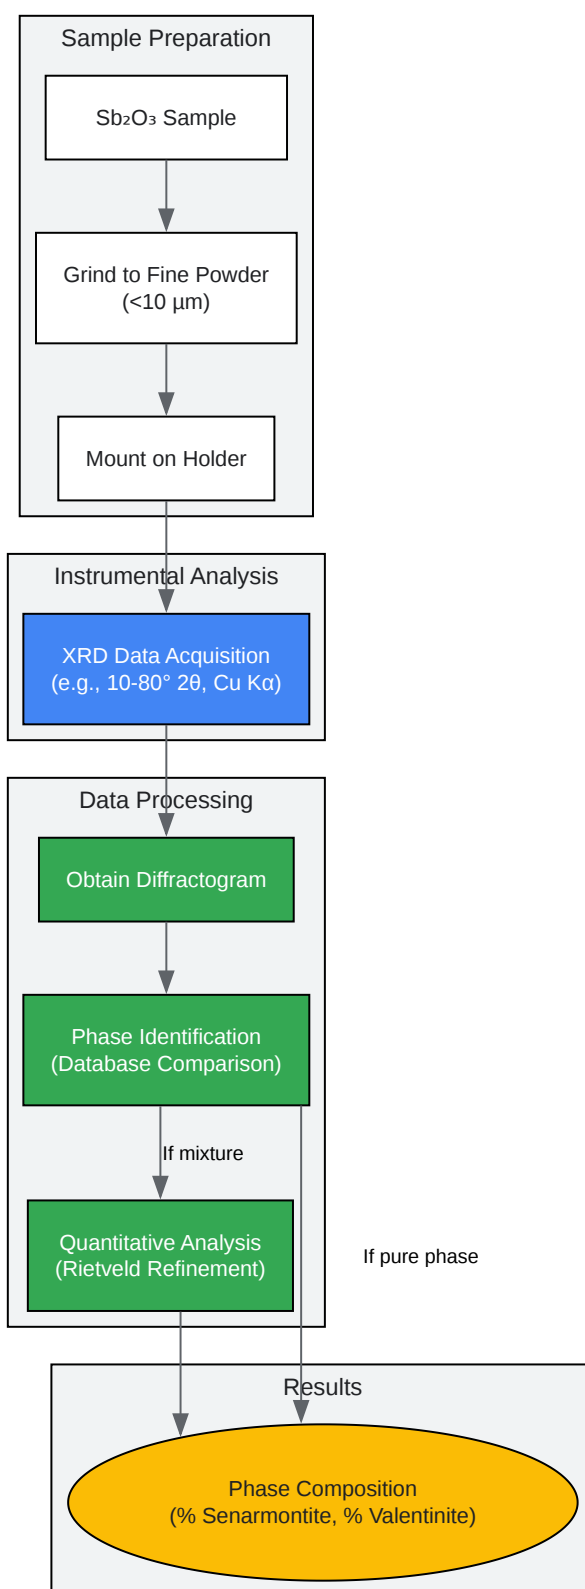 Sample Preparation
Sb₂O₃ Sample
Grind to Fine Powder
(<10 µm)
Mount on Holder
Instrumental Analysis
XRD Data Acquisition
(e.g., 10-80° 2θ, Cu Kα)
Data Processing
Obtain Diffractogram
Phase Identification
(Database Comparison)
If mixture
Quantitative Analysis
(Rietveld Refinement)
If pure phase
Results
Phase Composition
(% Senarmontite, % Valentinite)